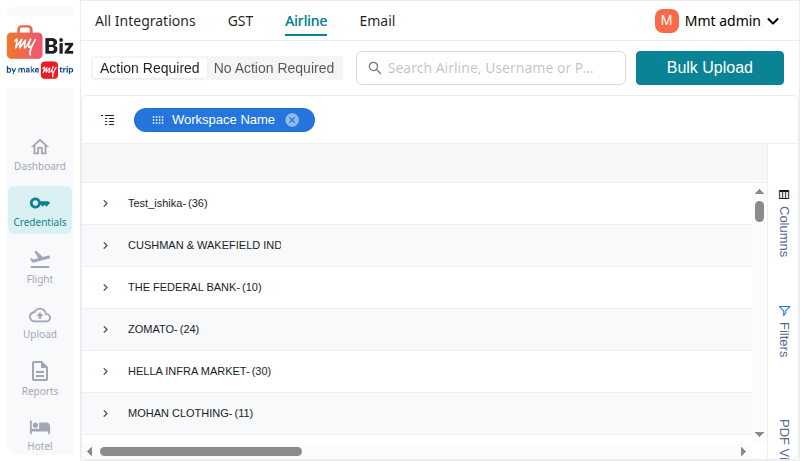 All Integrations GST Airline Email M Mmt admin
my Biz
by make my trip
Action Required No Action Required Search Airline, Username or P... Bulk Upload
Workspace Name
Dashboard
Credentials
Flight
Upload
Reports
Hotel
Test_ishika- (36)
CUSHMAN & WAKEFIELD IND
THE FEDERAL BANK- (10)
ZOMATO- (24)
HELLA INFRA MARKET- (30)
MOHAN CLOTHING- (11)
Columns
Filters
PDF Vi